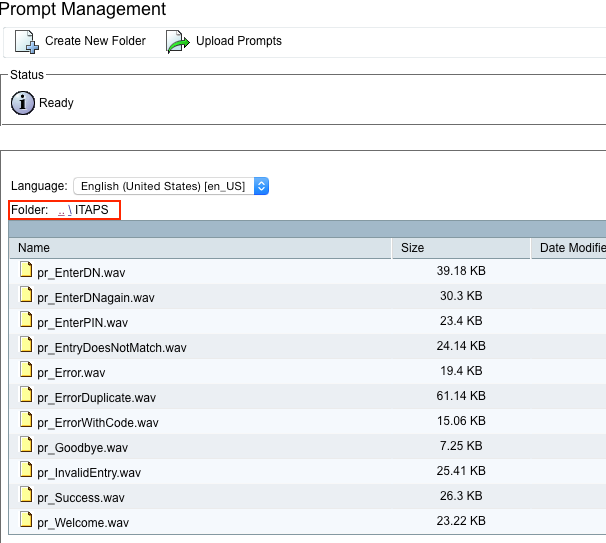 Prompt Management
Create New Folder Upload Prompts
Status
Ready
Language: English (United States) [en_US]
Folder: .. \ ITAPS
Name Size Date Modifie
pr_EnterDN.wav 39.18 KB
pr_EnterDNagain.wav 30.3 KB
pr_EnterPIN.wav 23.4 KB
pr_EntryDoesNotMatch.wav 24.14 KB
pr_Error.wav 19.4 KB
pr_ErrorDuplicate.wav 61.14 KB
pr_ErrorWithCode.wav 15.06 KB
pr_Goodbye.wav 7.25 KB
pr_InvalidEntry.wav 25.41 KB
pr_Success.wav 26.3 KB
pr_Welcome.wav 23.22 KB